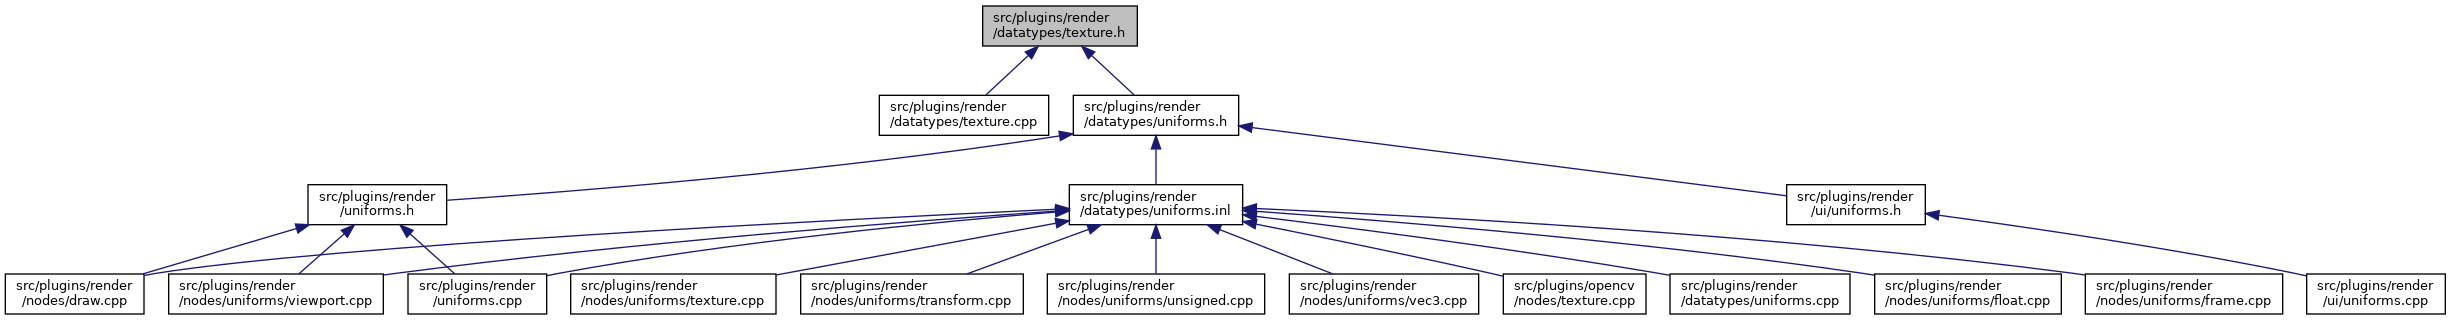 src/plugins/render
/datatypes/texture.h
src/plugins/render
/datatypes/texture.cpp
src/plugins/render
/datatypes/uniforms.h
src/plugins/render
/uniforms.h
src/plugins/render
/datatypes/uniforms.inl
src/plugins/render
/ui/uniforms.h
src/plugins/render
/nodes/draw.cpp
src/plugins/render
/nodes/uniforms/viewport.cpp
src/plugins/render
/uniforms.cpp
src/plugins/render
/nodes/uniforms/texture.cpp
src/plugins/render
/nodes/uniforms/transform.cpp
src/plugins/render
/nodes/uniforms/unsigned.cpp
src/plugins/render
/nodes/uniforms/vec3.cpp
src/plugins/opencv
/nodes/texture.cpp
src/plugins/render
/datatypes/uniforms.cpp
src/plugins/render
/nodes/uniforms/float.cpp
src/plugins/render
/nodes/uniforms/frame.cpp
src/plugins/render
/ui/uniforms.cpp